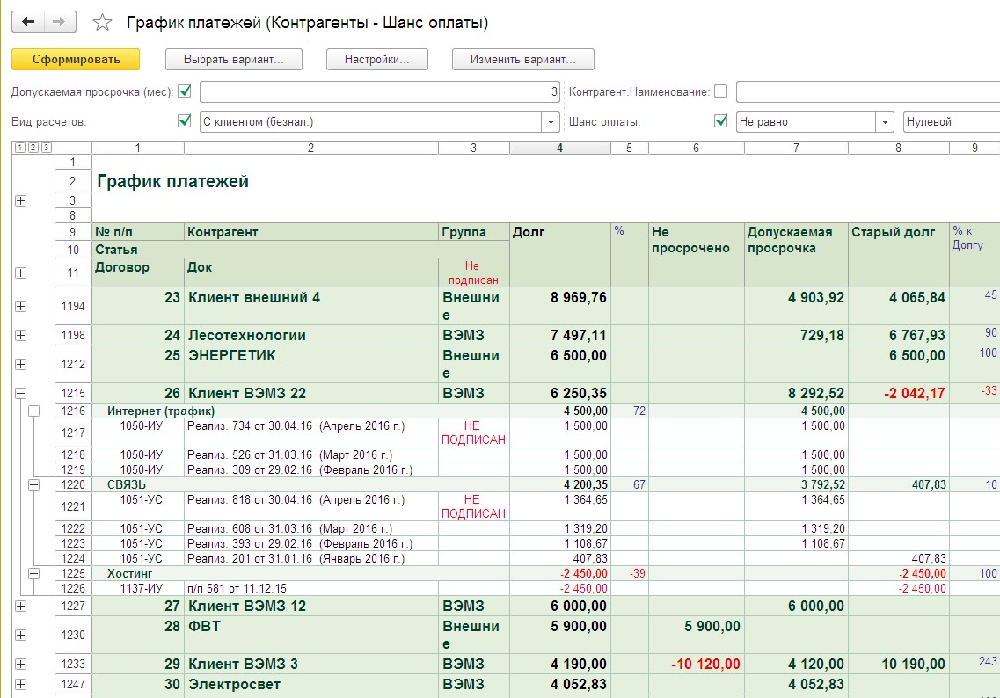 График платежей (Контрагенты - Шанс оплаты)
Сформировать Выбрать вариант... Настройки... Изменить вариант...
Допускаемая просрочка (мес): 3 Контрагент.Наименование:
Вид расчетов: С клиентом (безнал.) Шанс оплаты: Не равно Нулевой
1 2 3 1 2 3 4 5 6 7 8 9
1
2 График платежей
3
8
9 № п/п Контрагент Группа Долг % Не просрочено Допускаемая просрочка Старый долг % к Долгу
10 Статья
11 Договор Док Не подписан
1194 23 Клиент внешний 4 Внешние 8 969,76 4 903,92 4 065,84 45
1198 24 Лесотехнологии ВЭМЗ 7 497,11 729,18 6 767,93 90
1212 25 ЭНЕРГЕТИК Внешние 6 500,00 6 500,00 100
1215 26 Клиент ВЭМЗ 22 ВЭМЗ 6 250,35 8 292,52 -2 042,17 -33
1216 Интернет (трафик) 4 500,00 72 4 500,00
1217 1050-ИУ Реализ. 734 от 30.04.16 (Апрель 2016 г.) НЕ ПОДПИСАН 1 500,00 1 500,00
1218 1050-ИУ Реализ. 526 от 31.03.16 (Март 2016 г.) 1 500,00 1 500,00
1219 1050-ИУ Реализ. 309 от 29.02.16 (Февраль 2016 г.) 1 500,00 1 500,00
1220 СВЯЗЬ 4 200,35 67 3 792,52 407,83 10
1221 1051-УС Реализ. 818 от 30.04.16 (Апрель 2016 г.) НЕ ПОДПИСАН 1 364,65 1 364,65
1222 1051-УС Реализ. 608 от 31.03.16 (Март 2016 г.) 1 319,20 1 319,20
1223 1051-УС Реализ. 393 от 29.02.16 (Февраль 2016 г.) 1 108,67 1 108,67
1224 1051-УС Реализ. 201 от 31.01.16 (Январь 2016 г.) 407,83 407,83
1225 Хостинг -2 450,00 -39 -2 450,00 100
1226 1137-ИУ п/п 581 от 11.12.15 -2 450,00 -2 450,00
1227 27 Клиент ВЭМЗ 12 ВЭМЗ 6 000,00 6 000,00
1230 28 ФВТ Внешние 5 900,00 5 900,00
1233 29 Клиент ВЭМЗ 3 ВЭМЗ 4 190,00 -10 120,00 4 120,00 10 190,00 243
1247 30 Электросвет ВЭМЗ 4 052,83 4 052,83